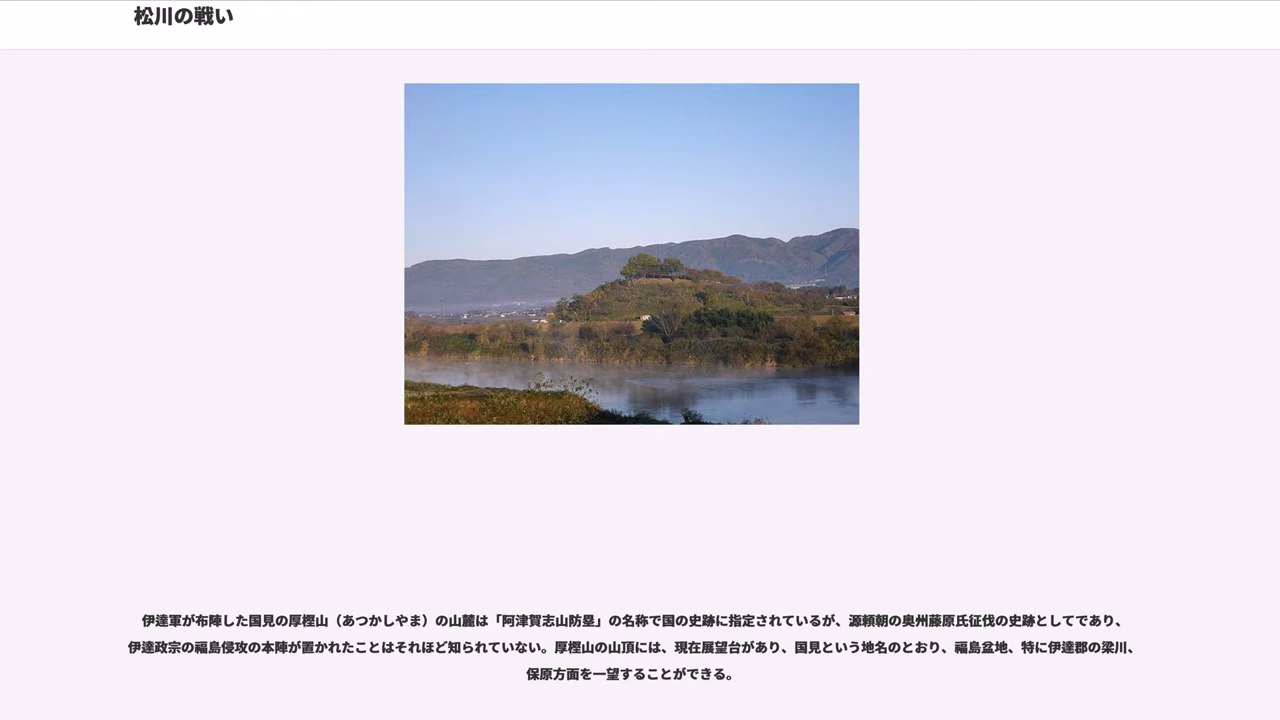 松川の戦い
伊達軍が布陣した国見の厚樫山（あつかしやま）の山麓は「阿津賀志山防塁」の名称で国の史跡に指定されているが、源頼朝の奥州藤原氏征伐の史跡としてであり、
伊達政宗の福島侵攻の本陣が置かれたことはそれほど知られていない。厚樫山の山頂には、現在展望台があり、国見という地名のとおり、福島盆地、特に伊達郡の梁川、
保原方面を一望することができる。